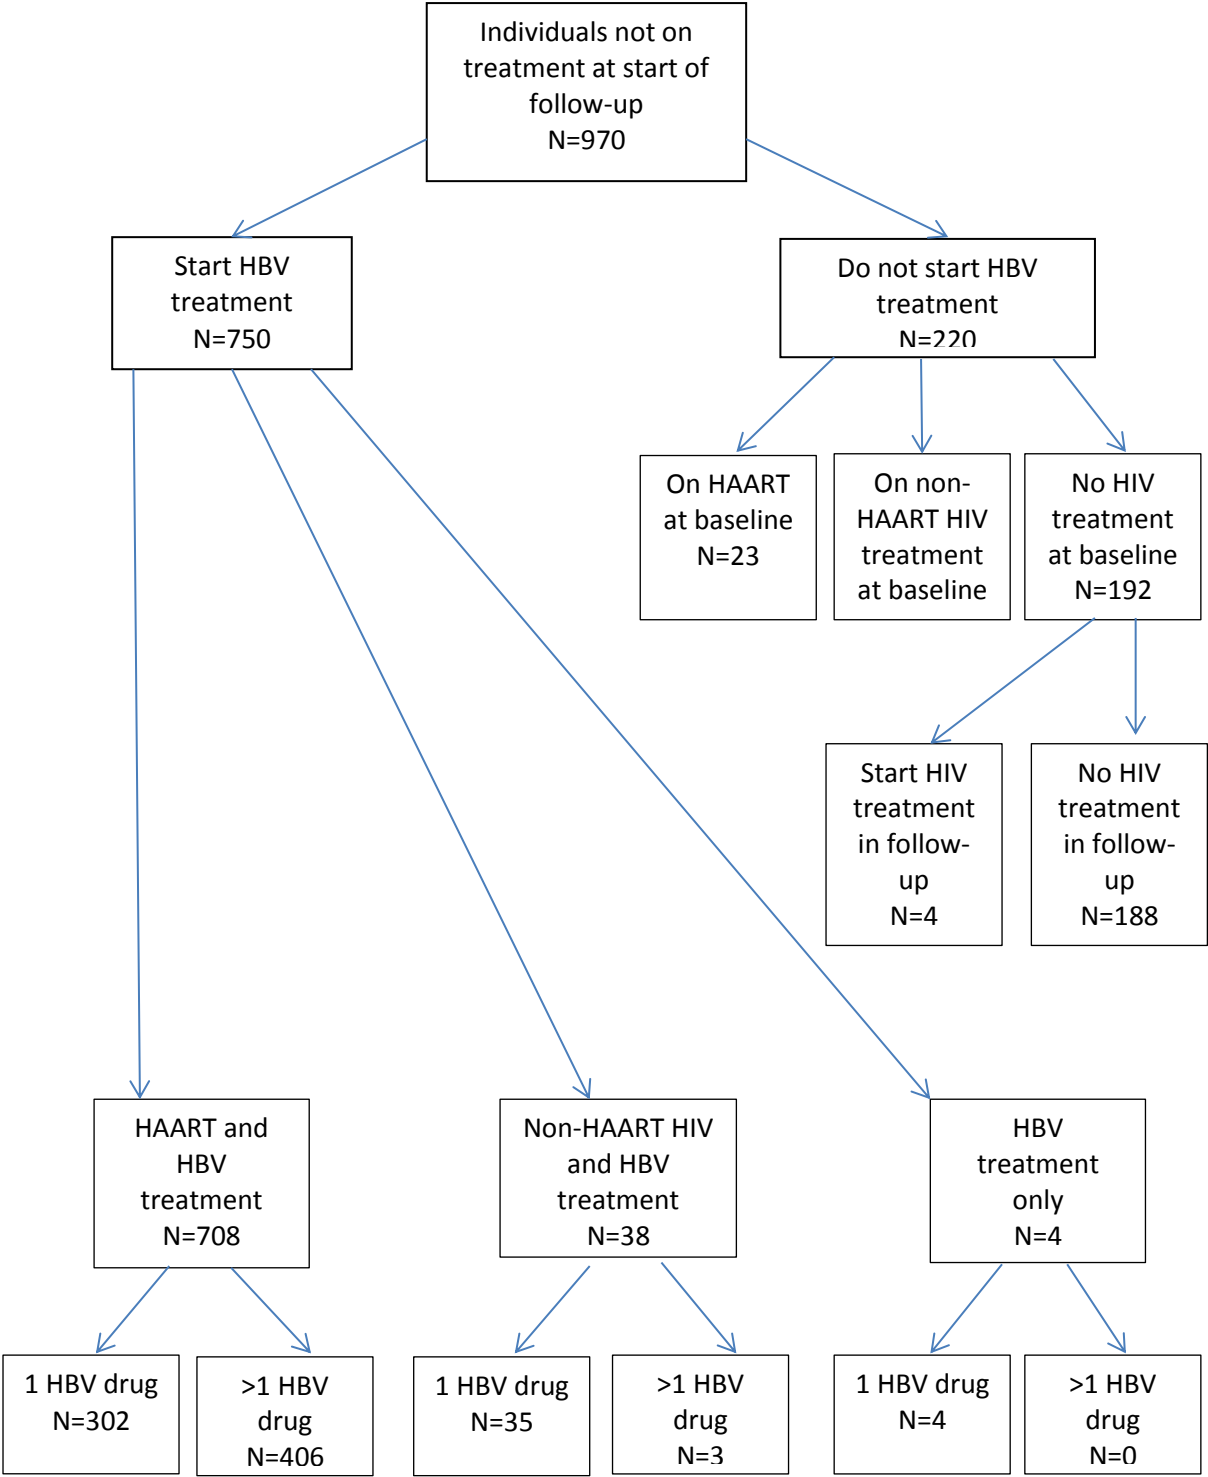 Individuals not on
treatment at start of
follow-up
N=970
Start HBV
treatment
N=750
Do not start HBV
treatment
N=220
On HAART
at baseline
N=23
On non-
HAART HIV
treatment
at baseline
No HIV
treatment
at baseline
N=192
Start HIV
treatment
in follow-
up
N=4
No HIV
treatment
in follow-
up
N=188
HAART and
HBV
treatment
N=708
Non-HAART HIV
and HBV
treatment
N=38
HBV
treatment
only
N=4
1 HBV drug
N=302
>1 HBV
drug
N=406
1 HBV drug
N=35
>1 HBV
drug
N=3
1 HBV drug
N=4
>1 HBV
drug
N=0